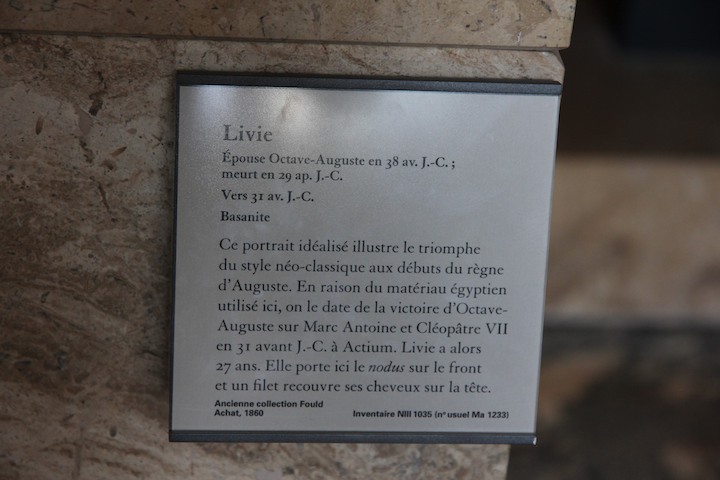 Livie
Épouse Octave-Auguste en 38 av. J.-C. ;
meurt en 29 ap. J.-C.
Vers 31 av. J.-C.
Basanite
Ce portrait idéalisé illustre le triomphe
du style néo-classique aux débuts du règne
d'Auguste. En raison du matériau égyptien
utilisé ici, on le date de la victoire d'Octave-
Auguste sur Marc Antoine et Cléopâtre VII
en 31 avant J.-C. à Actium. Livie a alors
27 ans. Elle porte ici le nodus sur le front
et un filet recouvre ses cheveux sur la tête.
Ancienne collection Fould
Achat, 1860
Inventaire NIII 1035 (n° usuel Ma 1233)